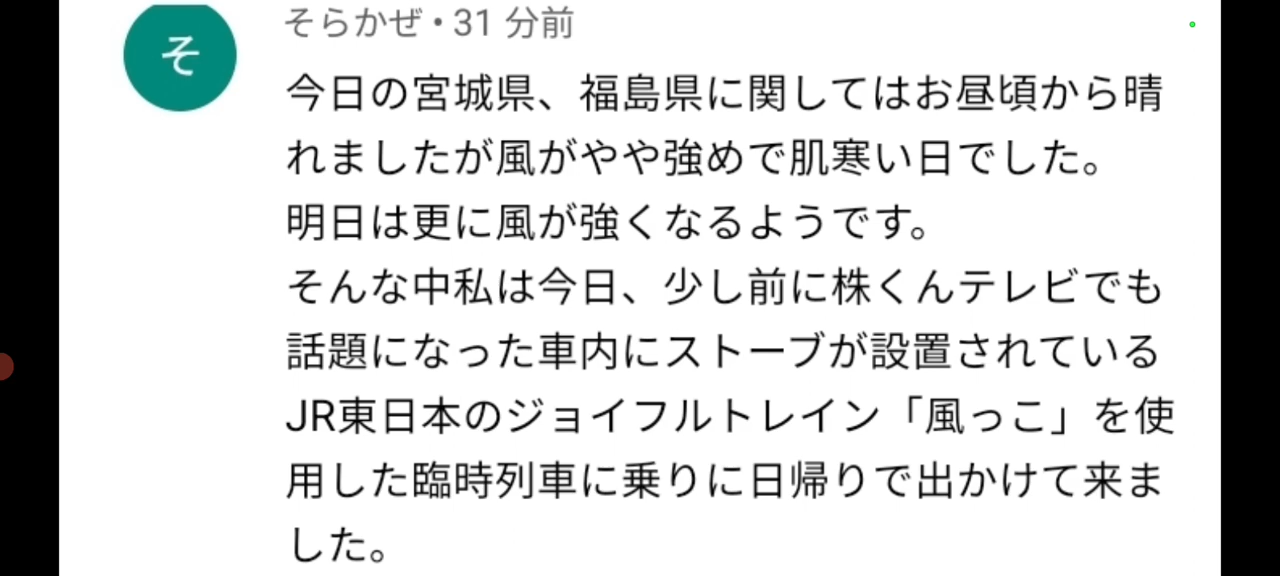 そ
そらかぜ • 31 分前
今日の宮城県、福島県に関してはお昼頃から晴
れましたが風がやや強めで肌寒い日でした。
明日は更に風が強くなるようです。
そんな中私は今日、少し前に株くんテレビでも
話題になった車内にストーブが設置されている
JR東日本のジョイフルトレイン「風っこ」を使
用した臨時列車に乗りに日帰りで出かけて来ま
した。